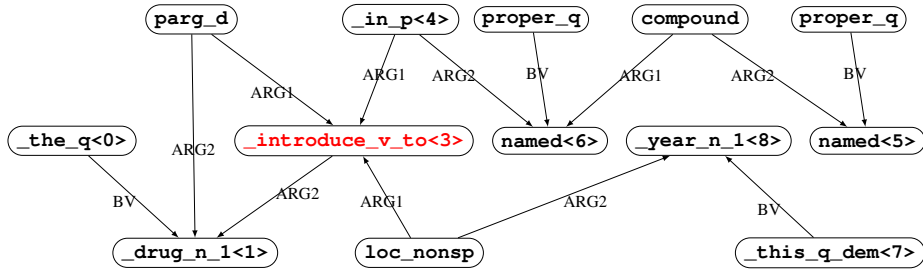 parg_d _in_p<4> proper_q compound proper_q
ARG1 ARG1 ARG2 BV ARG1 ARG2 BV
_the_q<0> _introduce_v_to<3> named<6> _year_n_1<8> named<5>
BV ARG2 ARG2 ARG1 ARG2 BV
_drug_n_1<1> loc_nonsp _this_q_dem<7>